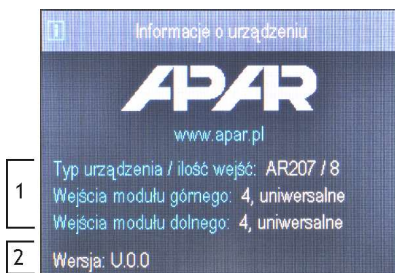 Informacje o urządzeniu
APAR
www.apar.pl
Typ urządzenia / ilość wejść: AR207 / 8
Wejścia modułu górnego: 4, uniwersalne
Wejścia modułu dolnego: 4, uniwersalne
Wersja: U.0.0
1
2